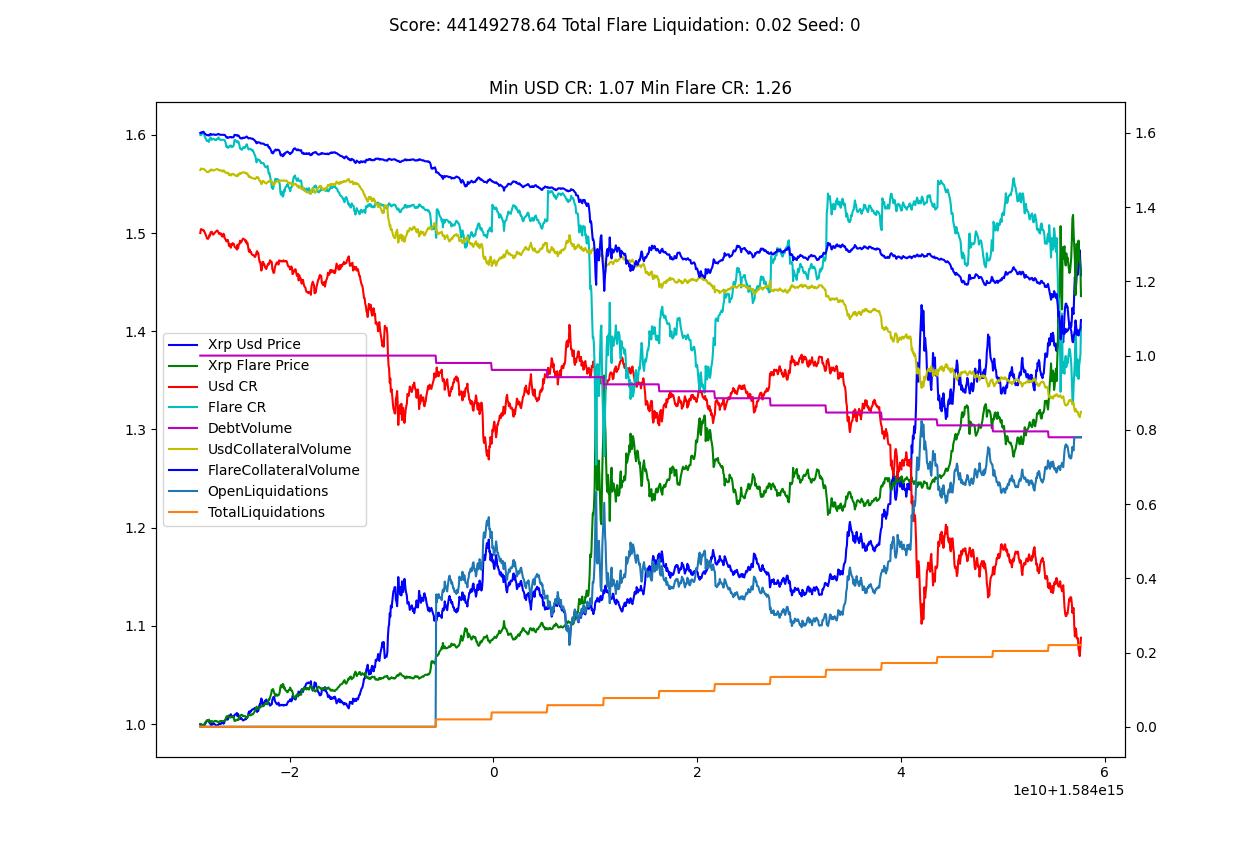 Score: 44149278.64 Total Flare Liquidation: 0.02 Seed: 0
Min USD CR: 1.07 Min Flare CR: 1.26
1.6
1.5
1.4
1.3
1.2
1.1
1.0
Xrp Usd Price
Xrp Flare Price
Usd CR
Flare CR
DebtVolume
UsdCollateralVolume
FlareCollateralVolume
OpenLiquidations
TotalLiquidations
1.6
1.4
1.2
1.0
0.8
0.6
0.4
0.2
0.0
−2 0 2 4 6
1e10+1.584e15